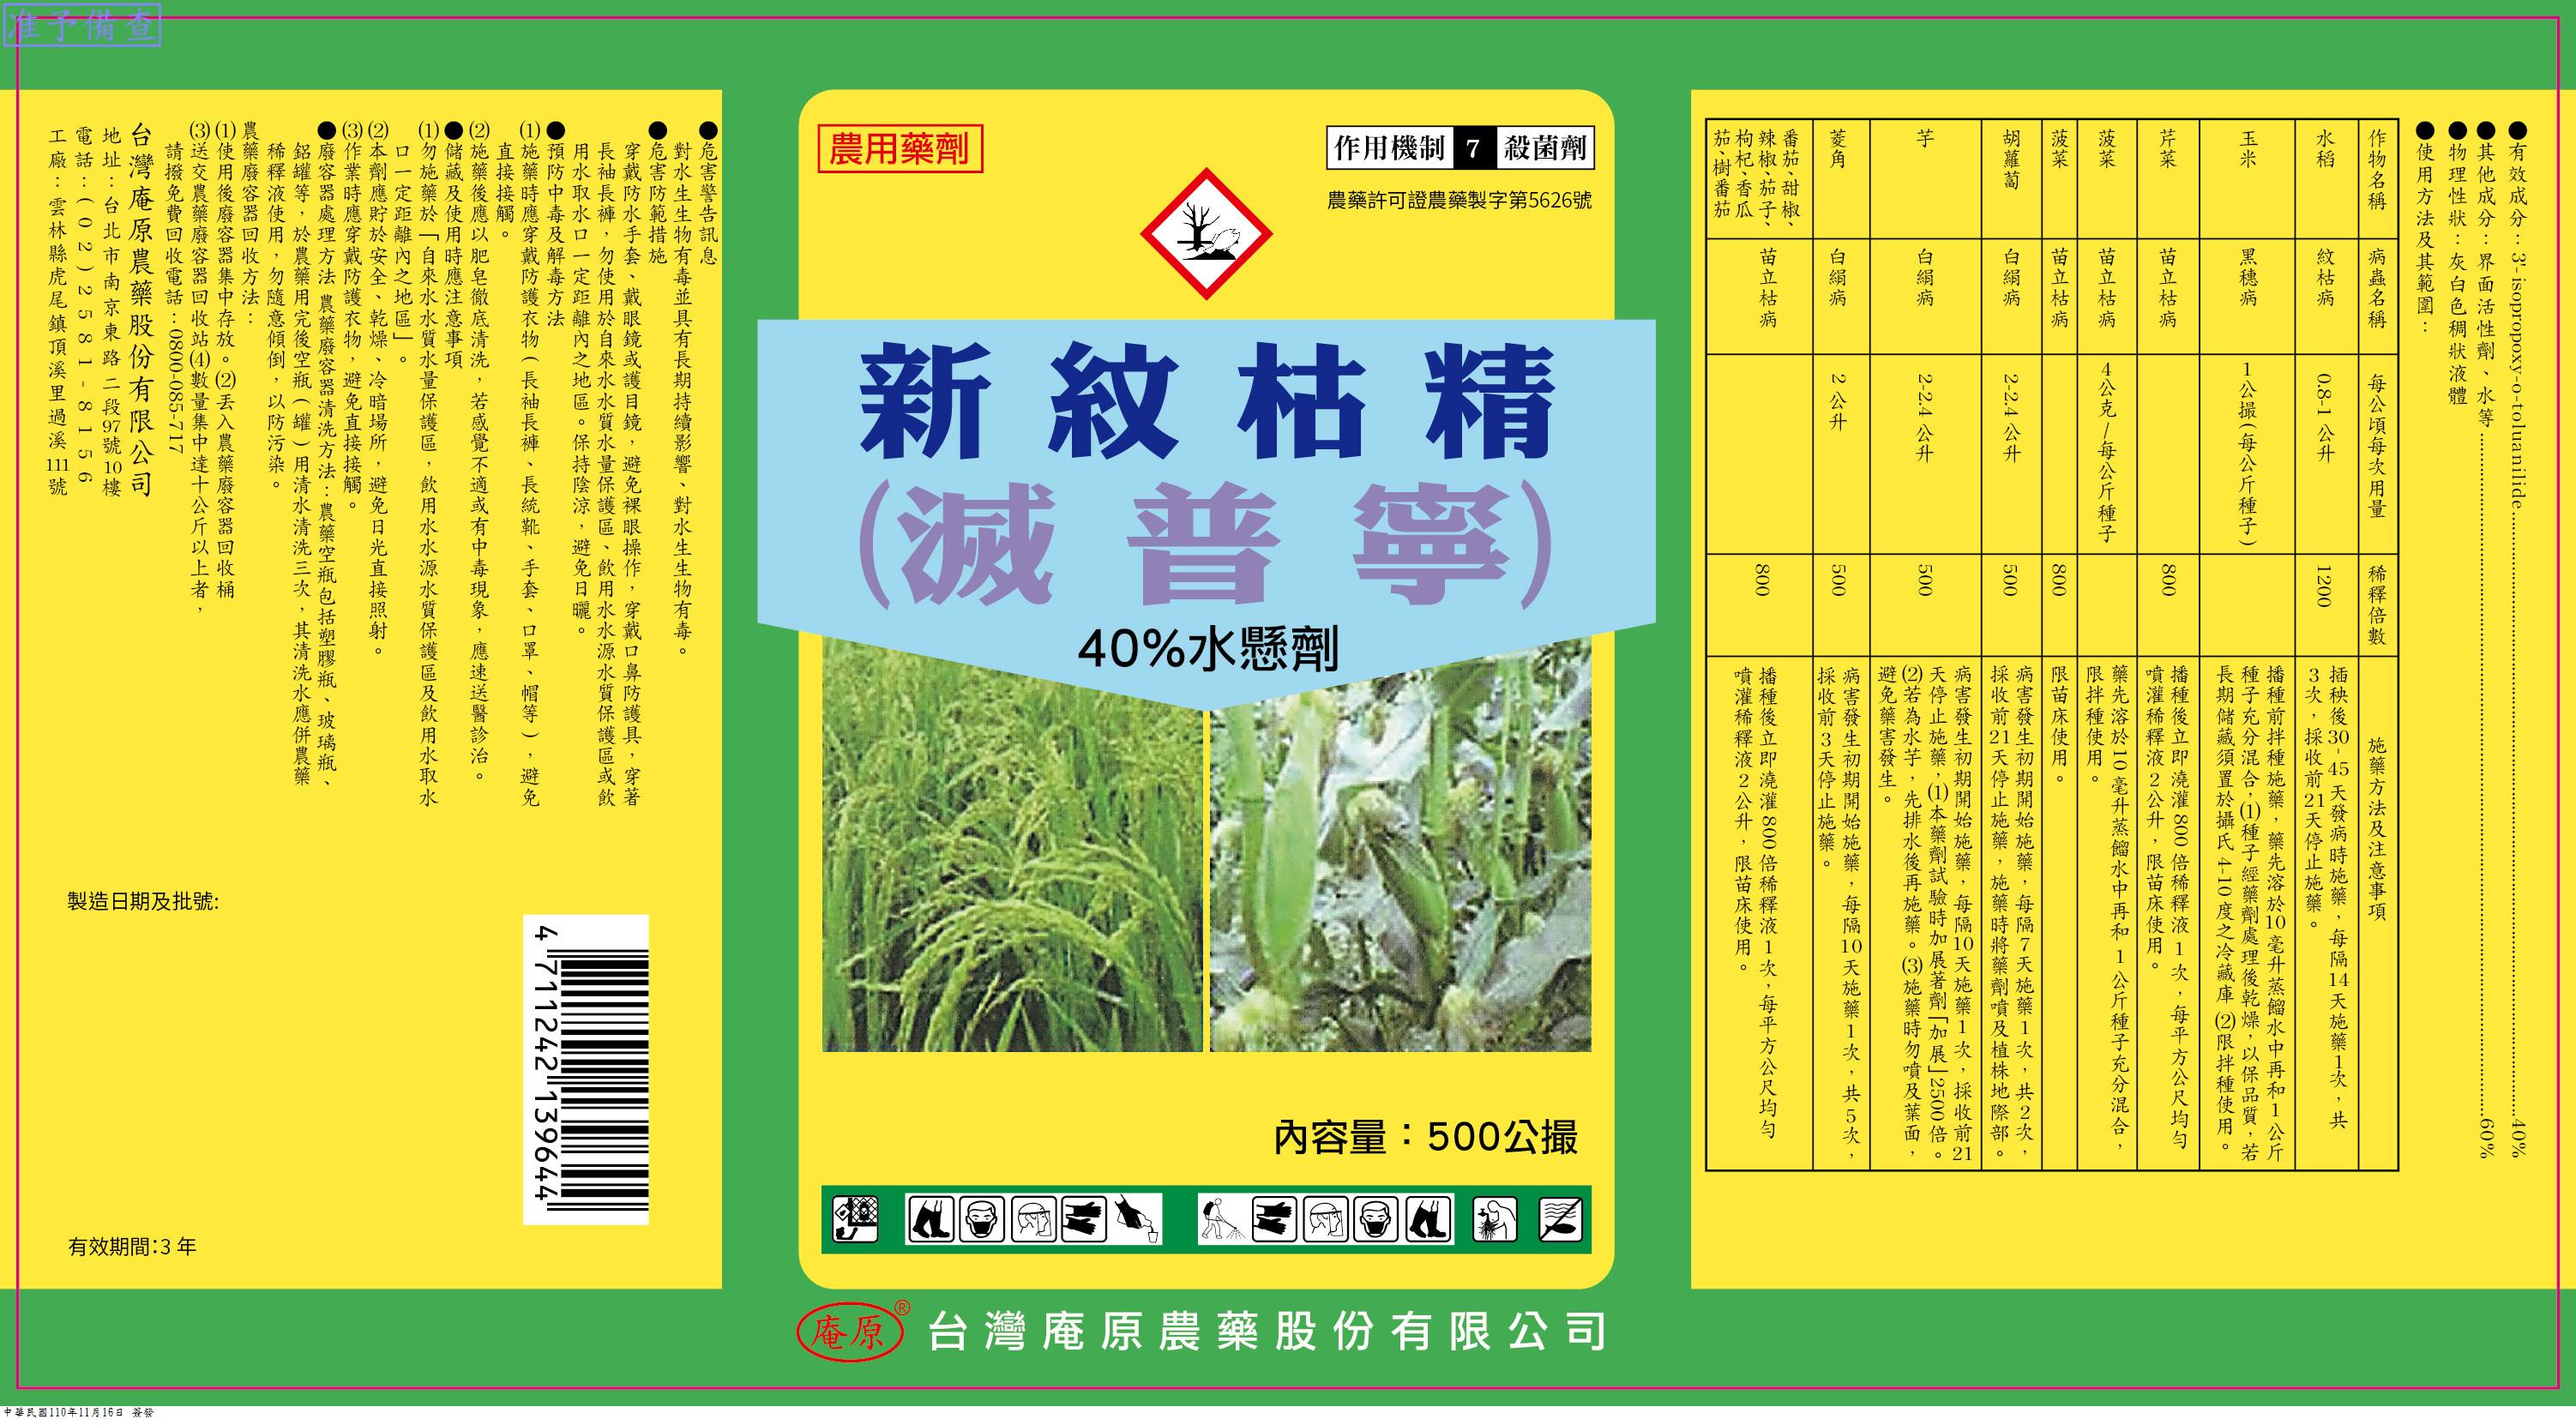 准予備查
農用藥劑
作用機制 7 殺菌劑
農藥許可證農藥製字第5626號
新紋枯精
(滅普寧)
40%水懸劑
內容量：500公撮
庵原®
台灣庵原農藥股份有限公司
●有效成分：3'-isopropoxy-o-toluanilide 40%
●其他成分：界面活性劑、水等 60%
●物理性狀：灰白色稠狀液體
●使用方法及其範圍：
作物名稱 病蟲名稱 每公頃每次用量 稀釋倍數 施藥方法及注意事項
水稻 紋枯病 0.8-1 公升 1200 插秧後30-45 天發病時施藥，每隔14天施藥1次，共
3次，採收前21天停止施藥。
玉米 黑穗病 1公撮(每公斤種子) 播種前拌種施藥，藥先溶於10毫升蒸餾水中再和1公斤
種子充分混合，(1)種子經藥劑處理後乾燥，以保品質，若
長期儲藏須置於攝氏 4-10 度之冷藏庫 (2)限拌種使用。
芹菜 苗立枯病 800 播種後立即澆灌 800 倍稀釋液 1 次，每平方公尺均勻
噴灌稀釋液 2 公升，限苗床使用。
菠菜 苗立枯病 4公克/每公斤種子 藥先溶於10毫升蒸餾水中再和 1 公斤種子充分混合，
限拌種使用。
菠菜 苗立枯病 800 限苗床使用。
胡蘿蔔 白絹病 2-2.4 公升 500 病害發生初期開始施藥，每隔 7 天施藥 1 次，共 2 次，
採收前 21 天停止施藥，施藥時將藥劑噴及植株地際部。
芋 白絹病 2-2.4 公升 500 病害發生初期開始施藥，每隔10天施藥 1 次，採收前21
天停止施藥，(1)本藥劑試驗時加展著劑「加展」2500倍。
(2)若為水芋，先排水後再施藥。(3)施藥時勿噴及葉面，
避免藥害發生。
菱角 白絹病 2 公升 500 病害發生初期開始施藥，每隔10天施藥 1 次，共 5 次，
採收前 3 天停止施藥。
番茄、甜椒、
辣椒、茄子、
枸杞、香瓜
茄、樹番茄 苗立枯病 800 播種後立即澆灌 800 倍稀釋液 1 次，每平方公尺均勻
噴灌稀釋液 2 公升，限苗床使用。
●危害警告訊息
對水生生物有毒並具有長期持續影響、對水生生物有毒。
●危害防範措施
穿戴防水手套、戴眼鏡或護目鏡，避免裸眼操作，穿戴口鼻防護具，穿著
長袖長褲，勿使用於自來水水質水量保護區、飲用水水源水質保護區或飲
用水取水口一定距離內之地區。保持陰涼，避免日曬。
●預防中毒及解毒方法
(1)施藥時應穿戴防護衣物(長袖長褲、長統靴、手套、口罩、帽等)，避免
直接接觸。
(2)施藥後應以肥皂徹底清洗，若感覺不適或有中毒現象，應速送醫診治。
●儲藏及使用時應注意事項
(1)勿施藥於「自來水水質水量保護區，飲用水水源水質保護區及飲用水取水
口一定距離內之地區」。
(2)本劑應貯於安全、乾燥、冷暗場所，避免日光直接照射。
(3)作業時應穿戴防護衣物，避免直接接觸。
●廢容器處理方法 農藥廢容器清洗方法：農藥空瓶包括塑膠瓶、玻璃瓶、
鋁罐等，於農藥用完後空瓶(罐)用清水清洗三次，其清洗水應併農藥
稀釋液使用，勿隨意傾倒，以防污染。
農藥廢容器回收方法：
(1)使用後廢容器集中存放。(2)丟入農藥廢容器回收桶
(3)送交農藥廢容器回收站(4)數量集中達十公斤以上者，
請撥免費回收電話：0800-085-717
台灣庵原農藥股份有限公司
地址：台北市南京東路二段97號10樓
電話：(02)2581-8156
工廠：雲林縣虎尾鎮頂溪里過溪111號
製造日期及批號:
4 711242 139644
有效期間:3 年
中華民國110年11月16日 簽發